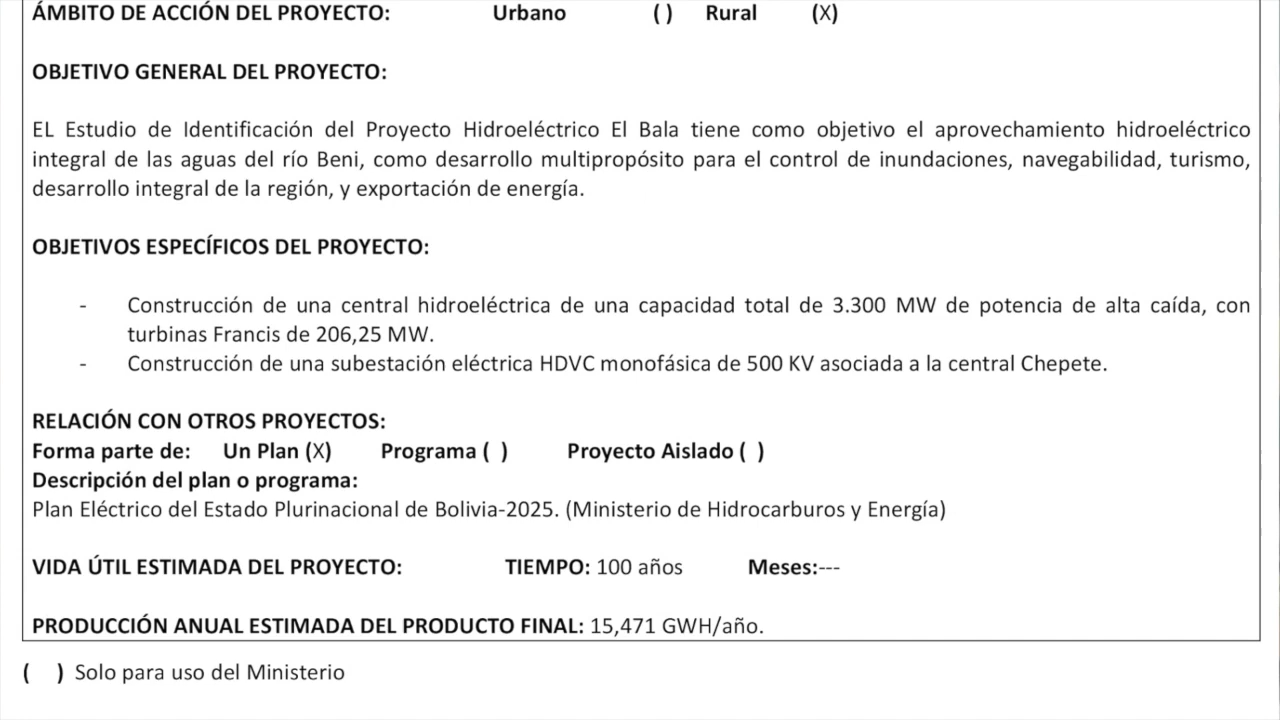 ÁMBITO DE ACCIÓN DEL PROYECTO: Urbano ( ) Rural (X)
OBJETIVO GENERAL DEL PROYECTO:
EL Estudio de Identificación del Proyecto Hidroeléctrico El Bala tiene como objetivo el aprovechamiento hidroeléctrico
integral de las aguas del río Beni, como desarrollo multipropósito para el control de inundaciones, navegabilidad, turismo,
desarrollo integral de la región, y exportación de energía.
OBJETIVOS ESPECÍFICOS DEL PROYECTO:
- Construcción de una central hidroeléctrica de una capacidad total de 3.300 MW de potencia de alta caída, con
turbinas Francis de 206,25 MW.
- Construcción de una subestación eléctrica HDVC monofásica de 500 KV asociada a la central Chepete.
RELACIÓN CON OTROS PROYECTOS:
Forma parte de: Un Plan (X) Programa ( ) Proyecto Aislado ( )
Descripción del plan o programa:
Plan Eléctrico del Estado Plurinacional de Bolivia-2025. (Ministerio de Hidrocarburos y Energía)
VIDA ÚTIL ESTIMADA DEL PROYECTO: TIEMPO: 100 años Meses:---
PRODUCCIÓN ANUAL ESTIMADA DEL PRODUCTO FINAL: 15,471 GWH/año.
( ) Solo para uso del Ministerio